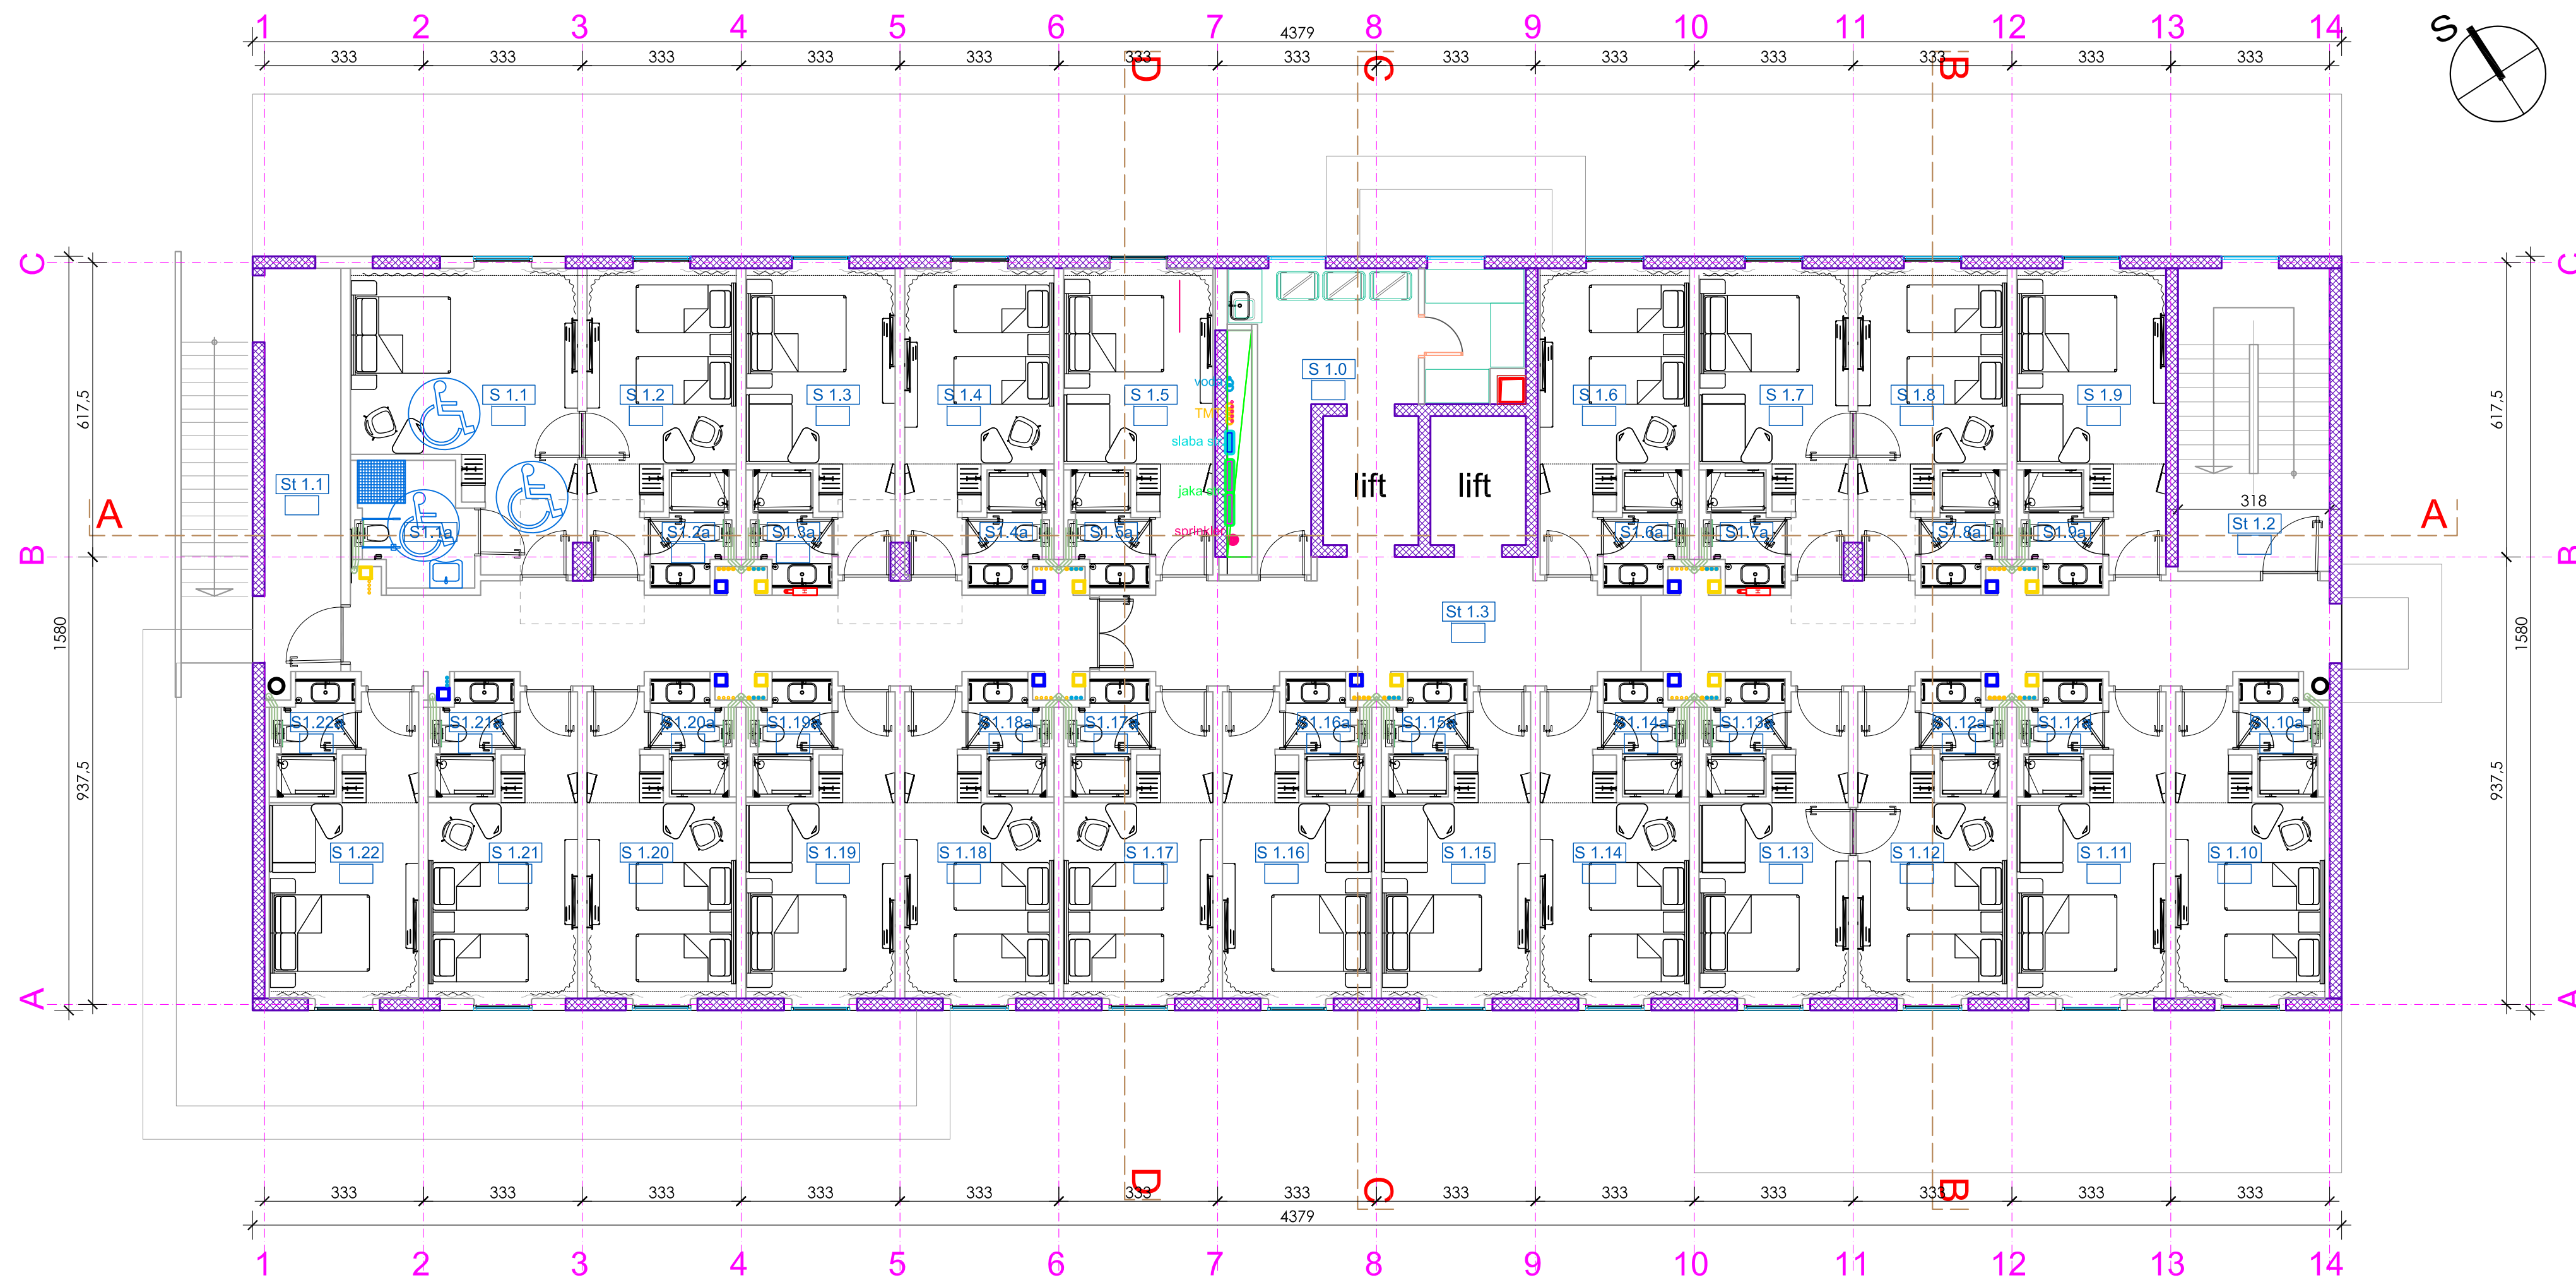 1 2 3 4 5 6 7 8 9 10 11 12 13 14
S
4379
333 333 333 333 333 333 333 333 333 333 333 333 333
D C B
C C
617,5 617,5
1580 1580
937,5 937,5
S 1.1 S 1.2 S 1.3 S 1.4 S 1.5 S 1.0 S 1.6 S 1.7 S 1.8 S 1.9
slaba
lift lift
St 1.1
318
A A
St 1.2
S1.1a S1.2a S1.3a S1.4a S1.5a S1.6a S1.7a S1.8a S1.9a
B B
St 1.3
S1.22a S1.21a S1.20a S1.19a S1.18a S1.17a S1.16a S1.15a S1.14a S1.13a S1.12a S1.11a S1.10a
S 1.22 S 1.21 S 1.20 S 1.19 S 1.18 S 1.17 S 1.16 S 1.15 S 1.14 S 1.13 S 1.12 S 1.11 S 1.10
A A
D C B
333 333 333 333 333 333 333 333 333 333 333 333 333
4379
1 2 3 4 5 6 7 8 9 10 11 12 13 14